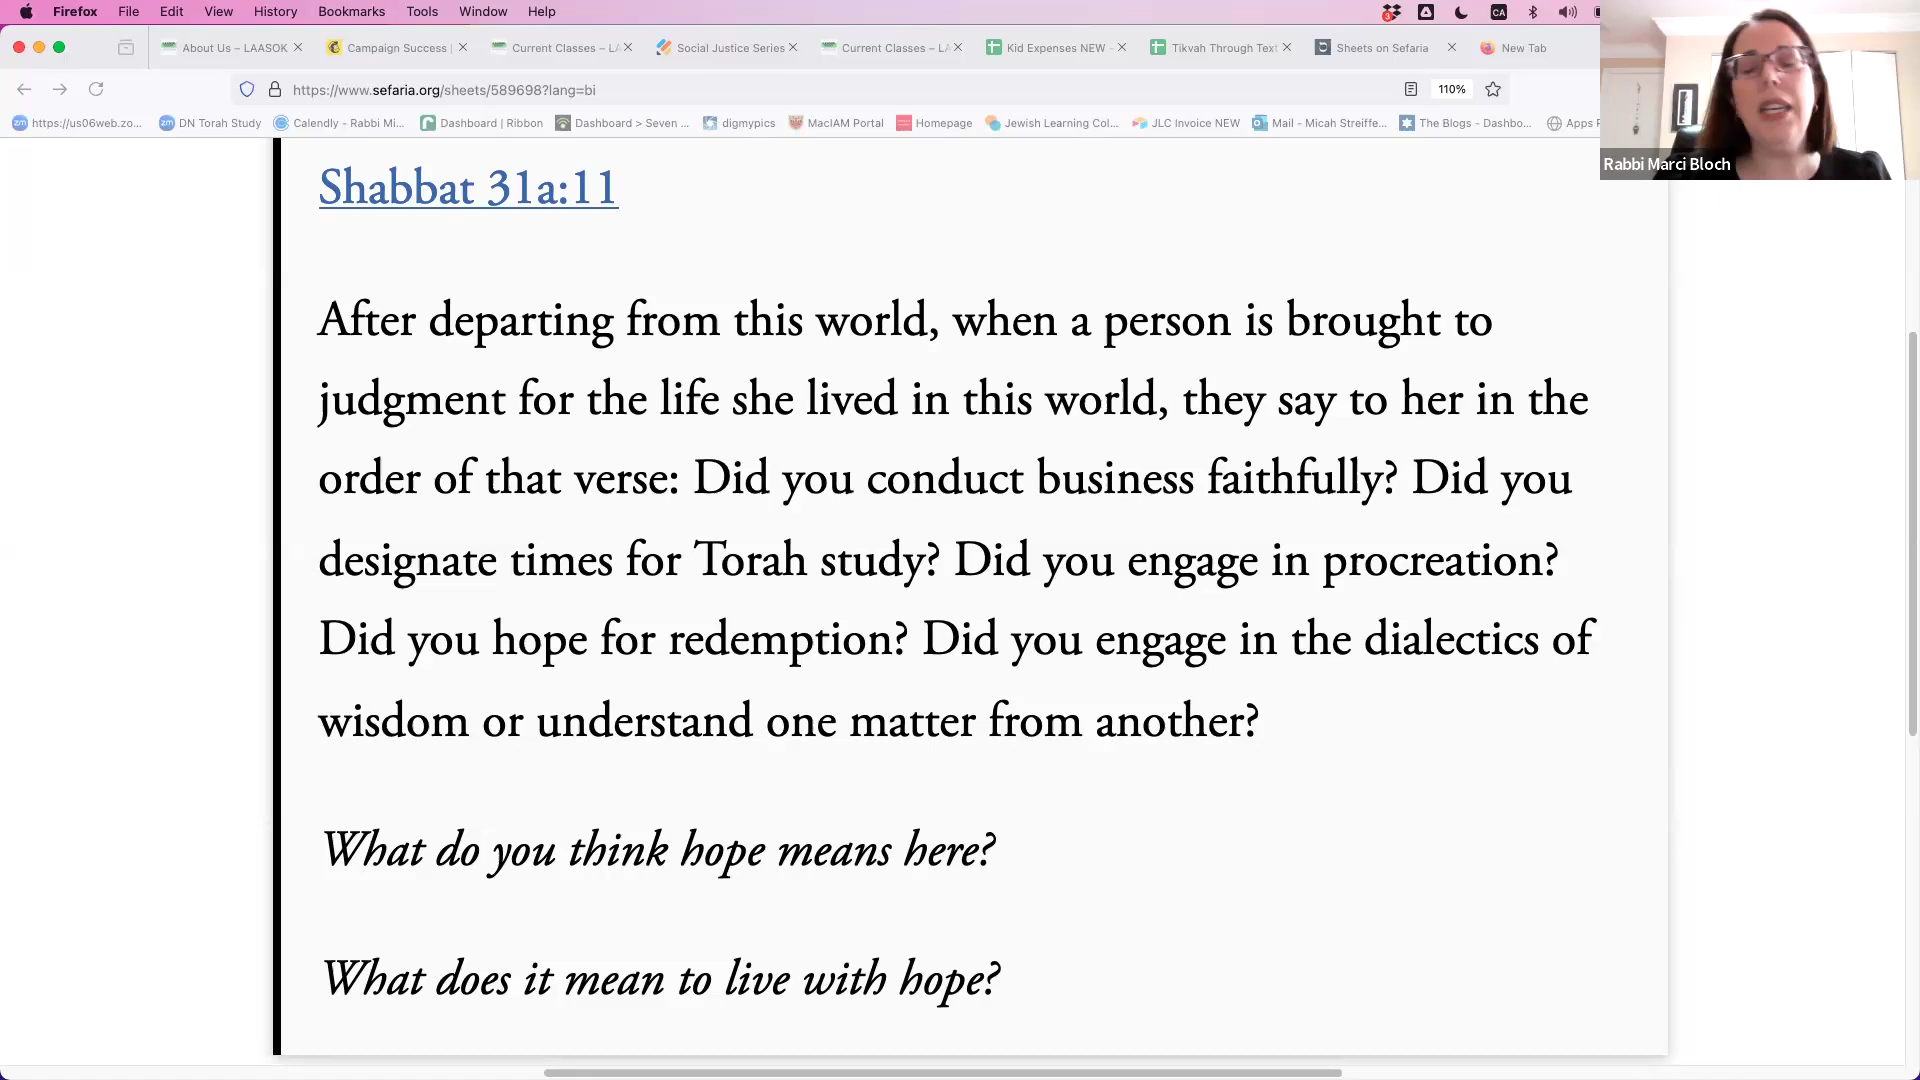 Firefox File Edit View History Bookmarks Tools Window Help 3 CA
About Us – LAASOK Campaign Success | Current Classes – LA Social Justice Series Current Classes – LA Kid Expenses NEW - Tikvah Through Text Sheets on Sefaria New Tab
https://www.sefaria.org/sheets/589698?lang=bi 110%
https://us06web.zo... DN Torah Study Calendly - Rabbi Mi... Dashboard | Ribbon Dashboard > Seven ... digmypics MacIAM Portal Homepage Jewish Learning Col... JLC Invoice NEW Mail - Micah Streiffe... The Blogs - Dashbo... Apps
Rabbi Marci Bloch
Shabbat 31a:11
After departing from this world, when a person is brought to
judgment for the life she lived in this world, they say to her in the
order of that verse: Did you conduct business faithfully? Did you
designate times for Torah study? Did you engage in procreation?
Did you hope for redemption? Did you engage in the dialectics of
wisdom or understand one matter from another?
What do you think hope means here?
What does it mean to live with hope?